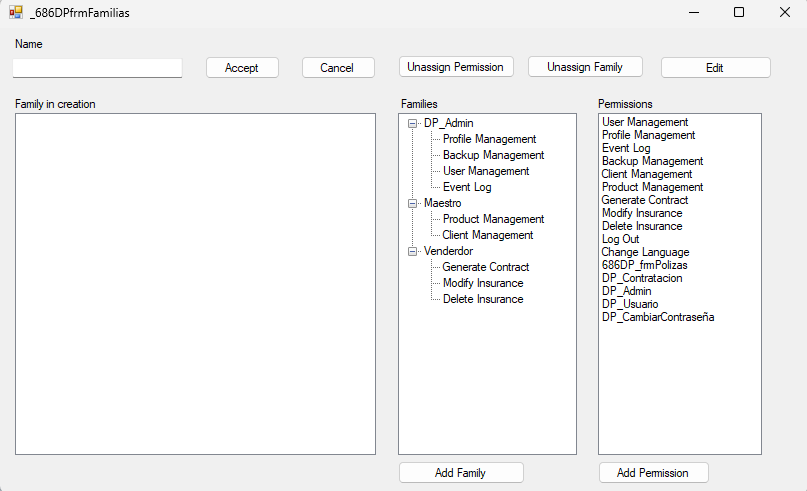 _686DPfrmFamilias
Name
Accept
Cancel
Unassign Permission
Unassign Family
Edit
Family in creation
Families
DP_Admin
Profile Management
Backup Management
User Management
Event Log
Maestro
Product Management
Client Management
Venderdor
Generate Contract
Modify Insurance
Delete Insurance
Add Family
Permissions
User Management
Profile Management
Event Log
Backup Management
Client Management
Product Management
Generate Contract
Modify Insurance
Delete Insurance
Log Out
Change Language
686DP_frmPolizas
DP_Contratacion
DP_Admin
DP_Usuario
DP_CambiarContraseña
Add Permission